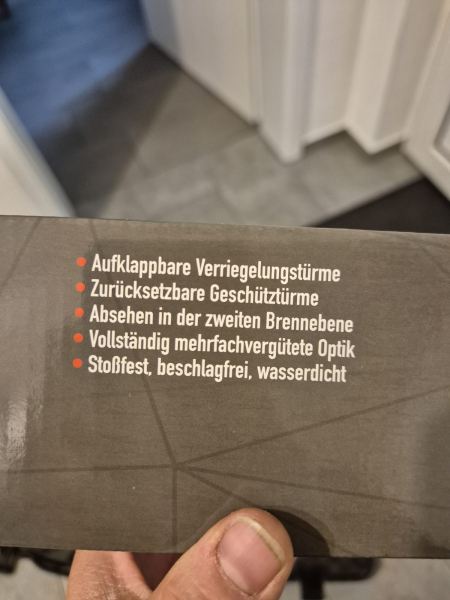 • Aufklappbare Verriegelungstürme
• Zurücksetzbare Geschütztürme
• Absehen in der zweiten Brennebene
• Vollständig mehrfachvergütete Optik
• Stoßfest, beschlagfrei, wasserdicht